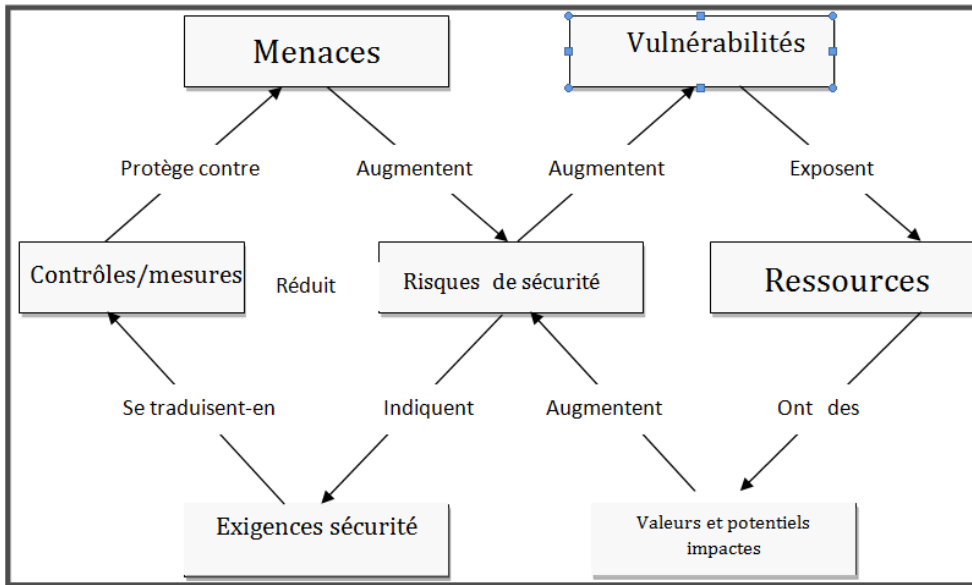 Menaces
Vulnérabilités
Protège contre
Augmentent
Augmentent
Exposent
Contrôles/mesures
Réduit
Risques de sécurité
Ressources
Se traduisent-en
Indiquent
Augmentent
Ont des
Exigences sécurité
Valeurs et potentiels
impactes